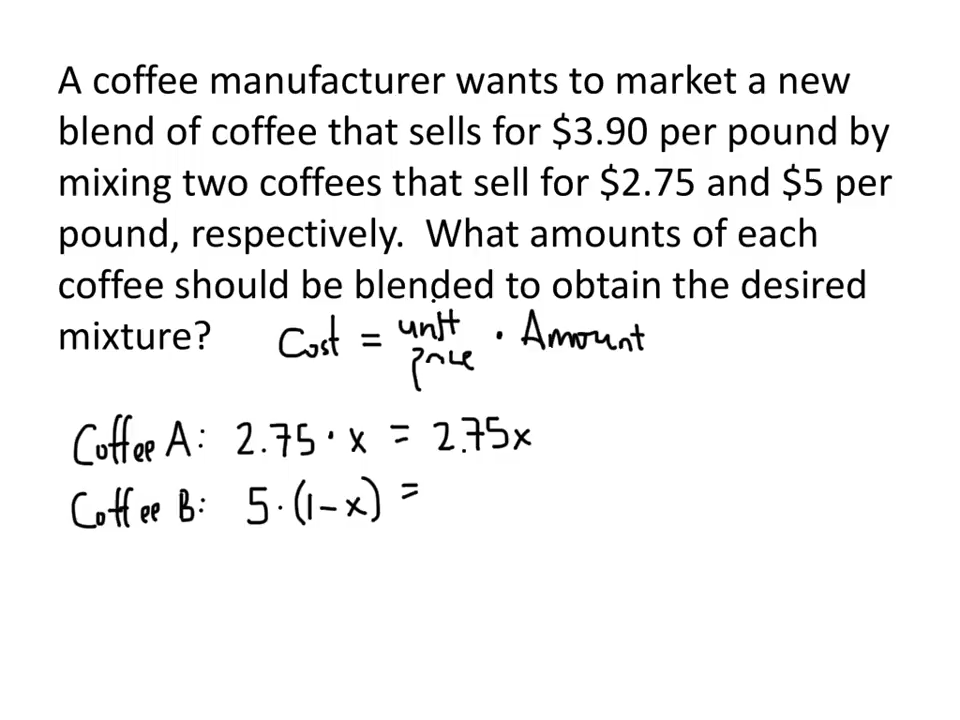 A coffee manufacturer wants to market a new
blend of coffee that sells for $3.90 per pound by
mixing two coffees that sell for $2.75 and $5 per
pound, respectively.  What amounts of each
coffee should be blended to obtain the desired
mixture?
Cost = unit price · Amount
Coffee A: 2.75 · x = 2.75x
Coffee B: 5 · (1 - x) =